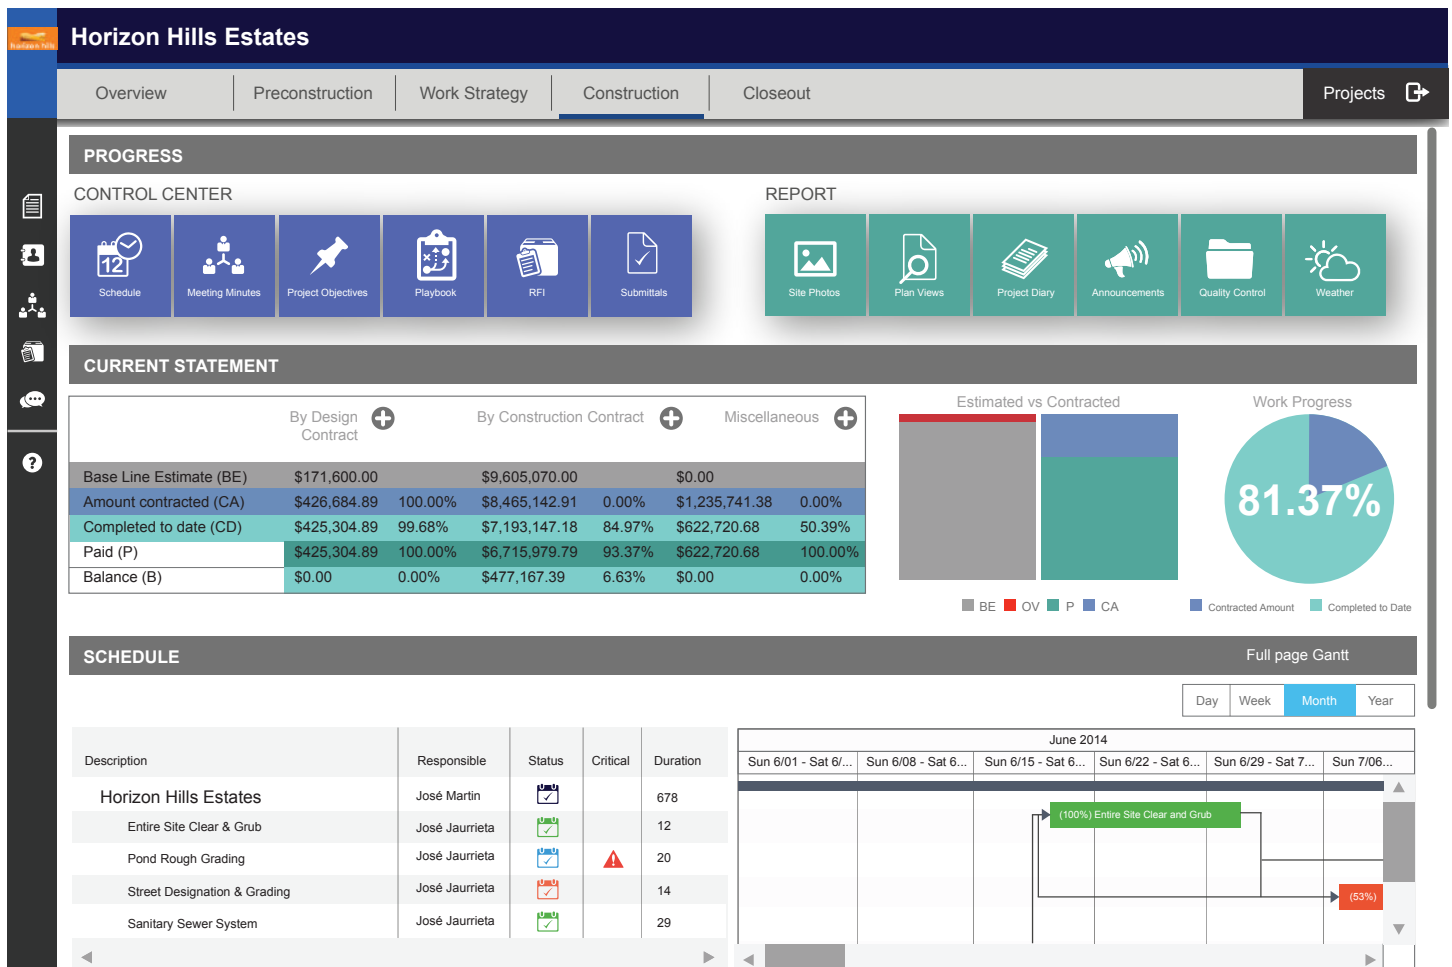 Horizon Hills Estates
Overview
Preconstruction
Work Strategy
Construction
Closeout
Projects
PROGRESS
CONTROL CENTER
REPORT
12
Schedule
Meeting Minutes
Project Objectives
Playbook
RFI
Submittals
Site Photos
Plan Views
Project Diary
Announcements
Quality Control
Weather
CURRENT STATEMENT
By Design
Contract
By Construction Contract
Miscellaneous
Base Line Estimate (BE) $171,600.00 $9,605,070.00 $0.00
Amount contracted (CA) $426,684.89 100.00% $8,465,142.91 0.00% $1,235,741.38 0.00%
Completed to date (CD) $425,304.89 99.68% $7,193,147.18 84.97% $622,720.68 50.39%
Paid (P) $425,304.89 100.00% $6,715,979.79 93.37% $622,720.68 100.00%
Balance (B) $0.00 0.00% $477,167.39 6.63% $0.00 0.00%
Estimated vs Contracted
BE OV P CA
Work Progress
81.37%
Contracted Amount Completed to Date
SCHEDULE
Full page Gantt
Day Week Month Year
Description Responsible Status Critical Duration
Horizon Hills Estates José Martin 678
Entire Site Clear & Grub José Jaurrieta 12
Pond Rough Grading José Jaurrieta 20
Street Designation & Grading José Jaurrieta 14
Sanitary Sewer System José Jaurrieta 29
June 2014
Sun 6/01 - Sat 6/... Sun 6/08 - Sat 6... Sun 6/15 - Sat 6... Sun 6/22 - Sat 6... Sun 6/29 - Sat 7... Sun 7/06...
(100%) Entire Site Clear and Grub
(53%)